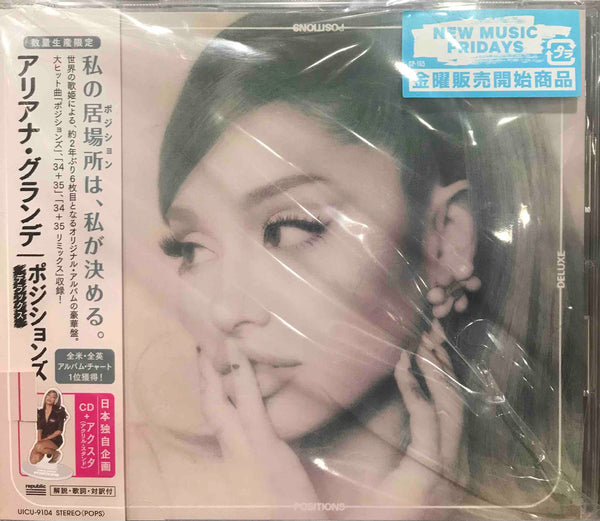 数量生産限定
ポジション
私の居場所は、私が決める。
世界の歌姫による、約2年ぶり6枚目となるオリジナル・アルバムの豪華盤。
大ヒット曲「ポジションズ」、「34+35」、「34+35 リミックス」収録!
アリアナ・グランデ|ポジションズ
全米・全英
アルバム・チャート
1位獲得!
日本独自企画
CD+アクスタ
(アクリル・スタンド)
republic
解説・歌詞・対訳付
UICU-9104 STEREO〈POPS〉
POSITIONS
NEW MUSIC
FRIDAYS
プラ
金曜販売開始商品
DELUXE
POSITIONS